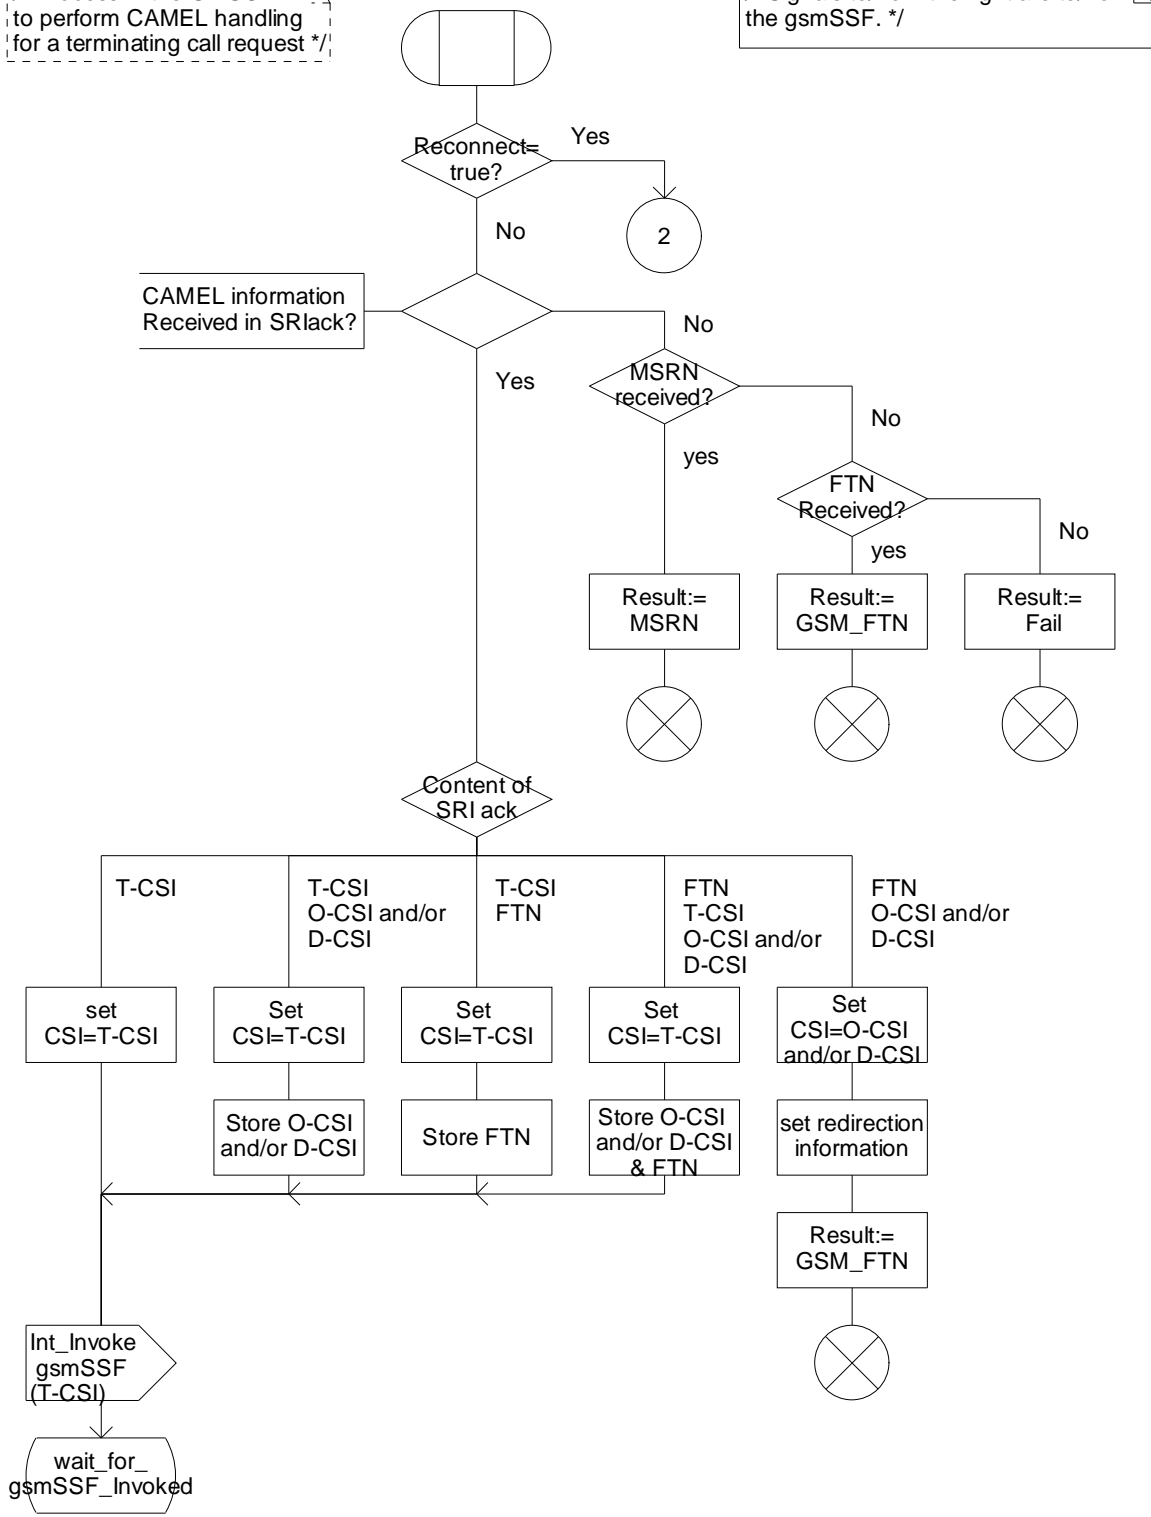 to perform CAMEL handling
for a terminating call request */
the gsmSSF. */
Reconnect=
true?
Yes
No
2
CAMEL information
Received in SRIack?
No
Yes
MSRN
received?
No
yes
FTN
Received?
No
yes
Result:=
MSRN
Result:=
GSM_FTN
Result:=
Fail
Content of
SRI ack
T-CSI
T-CSI
O-CSI and/or
D-CSI
T-CSI
FTN
FTN
T-CSI
O-CSI and/or
D-CSI
FTN
O-CSI and/or
D-CSI
set
CSI=T-CSI
Set
CSI=T-CSI
Set
CSI=T-CSI
Set
CSI=T-CSI
Set
CSI=O-CSI
and/or D-CSI
Store O-CSI
and/or D-CSI
Store FTN
Store O-CSI
and/or D-CSI
& FTN
set redirection
information
Result:=
GSM_FTN
Int_Invoke
gsmSSF
(T-CSI)
wait_for_
gsmSSF_Invoked